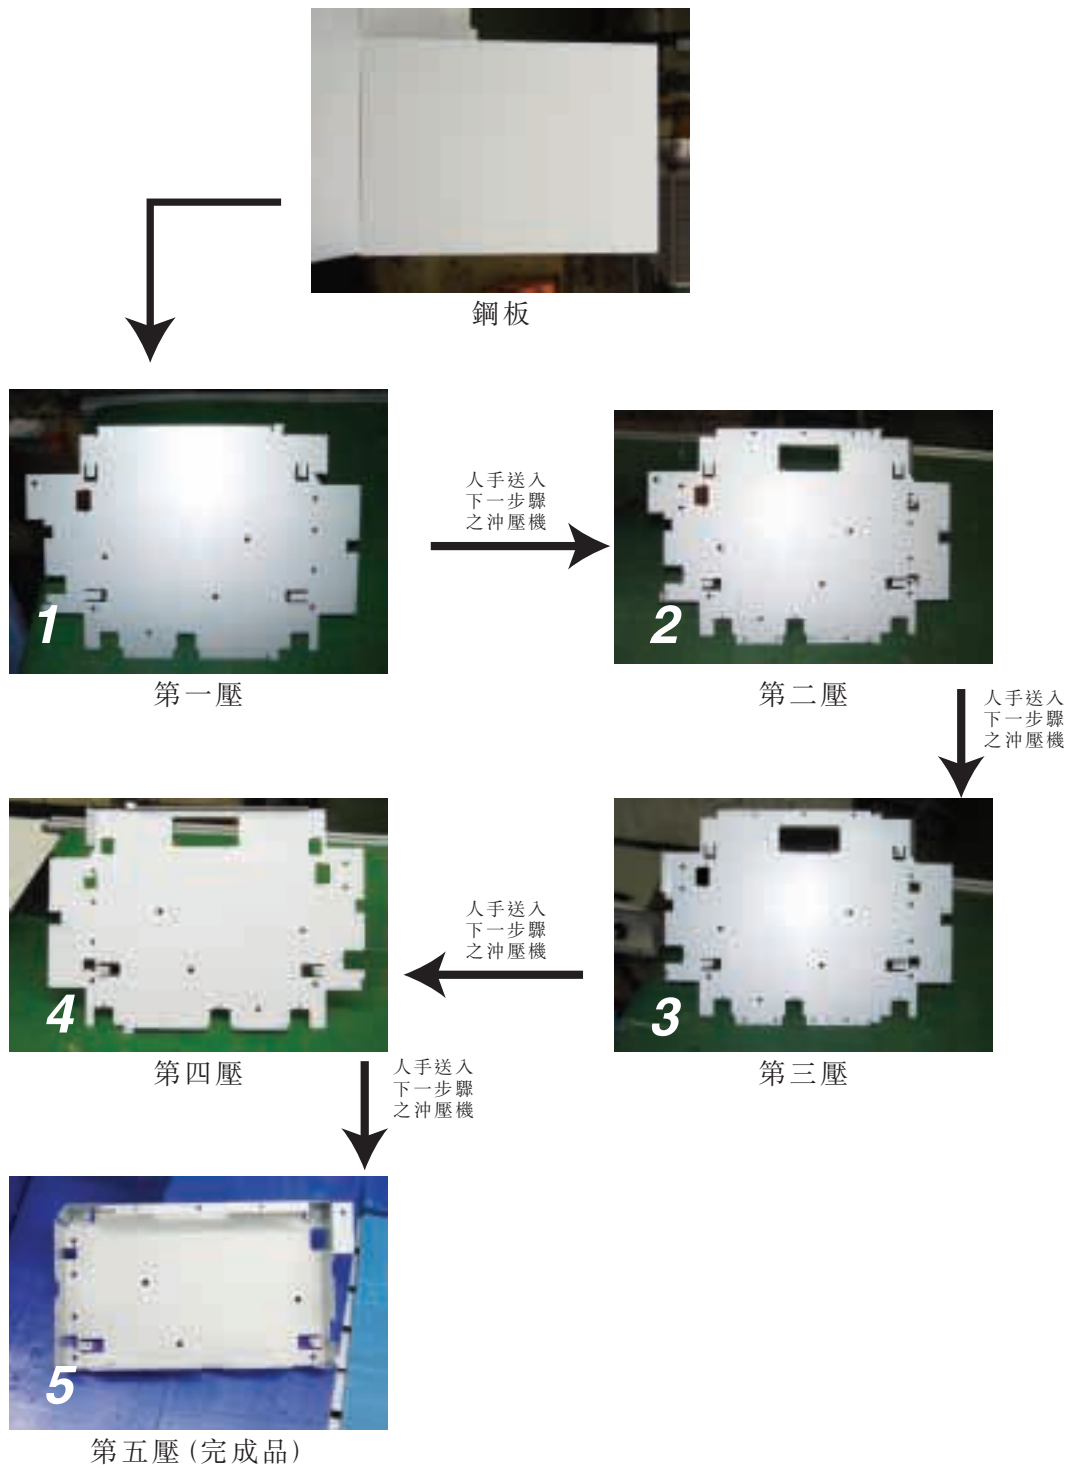 鋼板
1
第一壓
人手送入
下一步驟
之沖壓機
2
第二壓
人手送入
下一步驟
之沖壓機
3
第三壓
人手送入
下一步驟
之沖壓機
4
第四壓
人手送入
下一步驟
之沖壓機
5
第五壓(完成品)